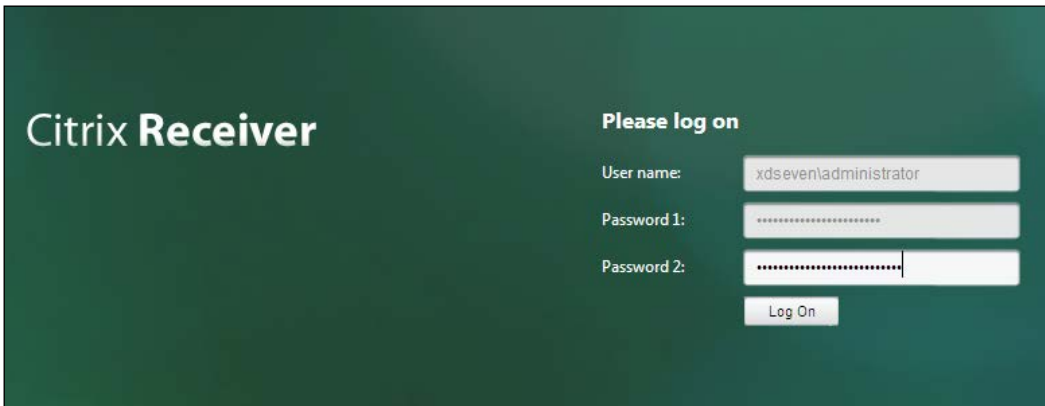 Citrix Receiver
Please log on
User name: xdseven\administrator
Password 1:
Password 2:
Log On